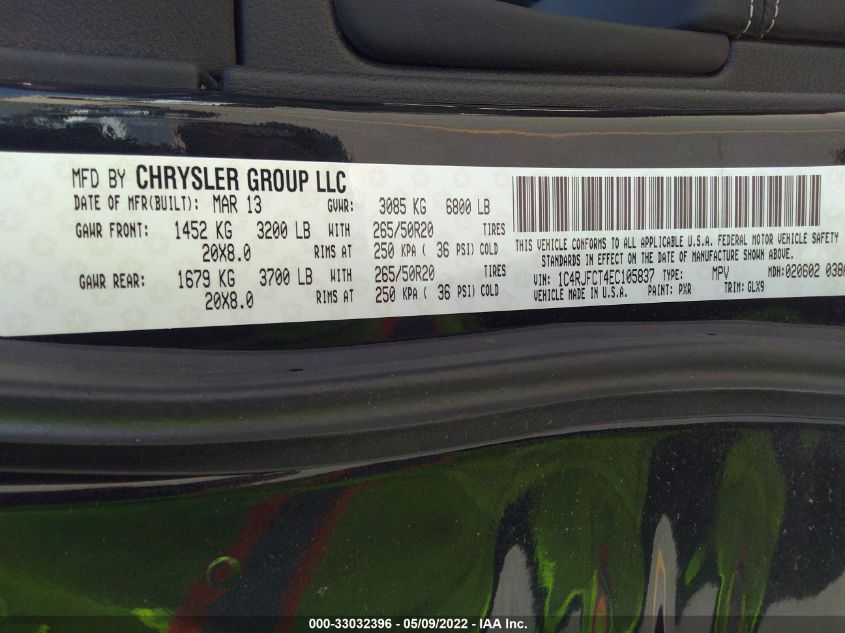 MFD BY CHRYSLER GROUP LLC
DATE OF MFR(BUILT): MAR 13 GVWR: 3085 KG 6800 LB
GAWR FRONT: 1452 KG 3200 LB WITH 265/50R20 TIRES
20X8.0 RIMS AT 250 KPA ( 36 PSI) COLD
GAWR REAR: 1679 KG 3700 LB WITH 265/50R20 TIRES
20X8.0 RIMS AT 250 KPA ( 36 PSI) COLD
THIS VEHICLE CONFORMS TO ALL APPLICABLE U.S.A. FEDERAL MOTOR VEHICLE SAFETY
STANDARDS IN EFFECT ON THE DATE OF MANUFACTURE SHOWN ABOVE.
VIN: 1C4RJFCT4EC105837 TYPE: MPV MDH: 020602 038
VEHICLE MADE IN U.S.A. PAINT: PXR TRIM: GLX9
000-33032396 - 05/09/2022 - IAA Inc.